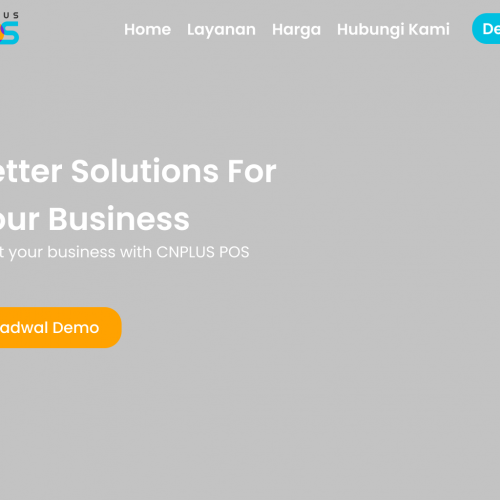 US
S
Home Layanan Harga Hubungi Kami De
etter Solutions For
our Business
t your business with CNPLUS POS
adwal Demo